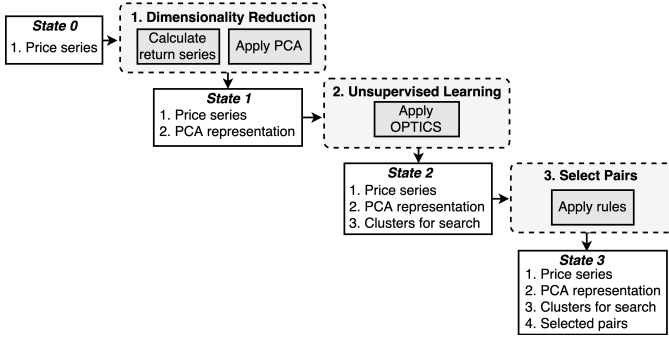 State 0
1. Price series
1. Dimensionality Reduction
Calculate
return series
Apply PCA
State 1
1. Price series
2. PCA representation
2. Unsupervised Learning
Apply
OPTICS
State 2
1. Price series
2. PCA representation
3. Clusters for search
3. Select Pairs
Apply rules
State 3
1. Price series
2. PCA representation
3. Clusters for search
4. Selected pairs